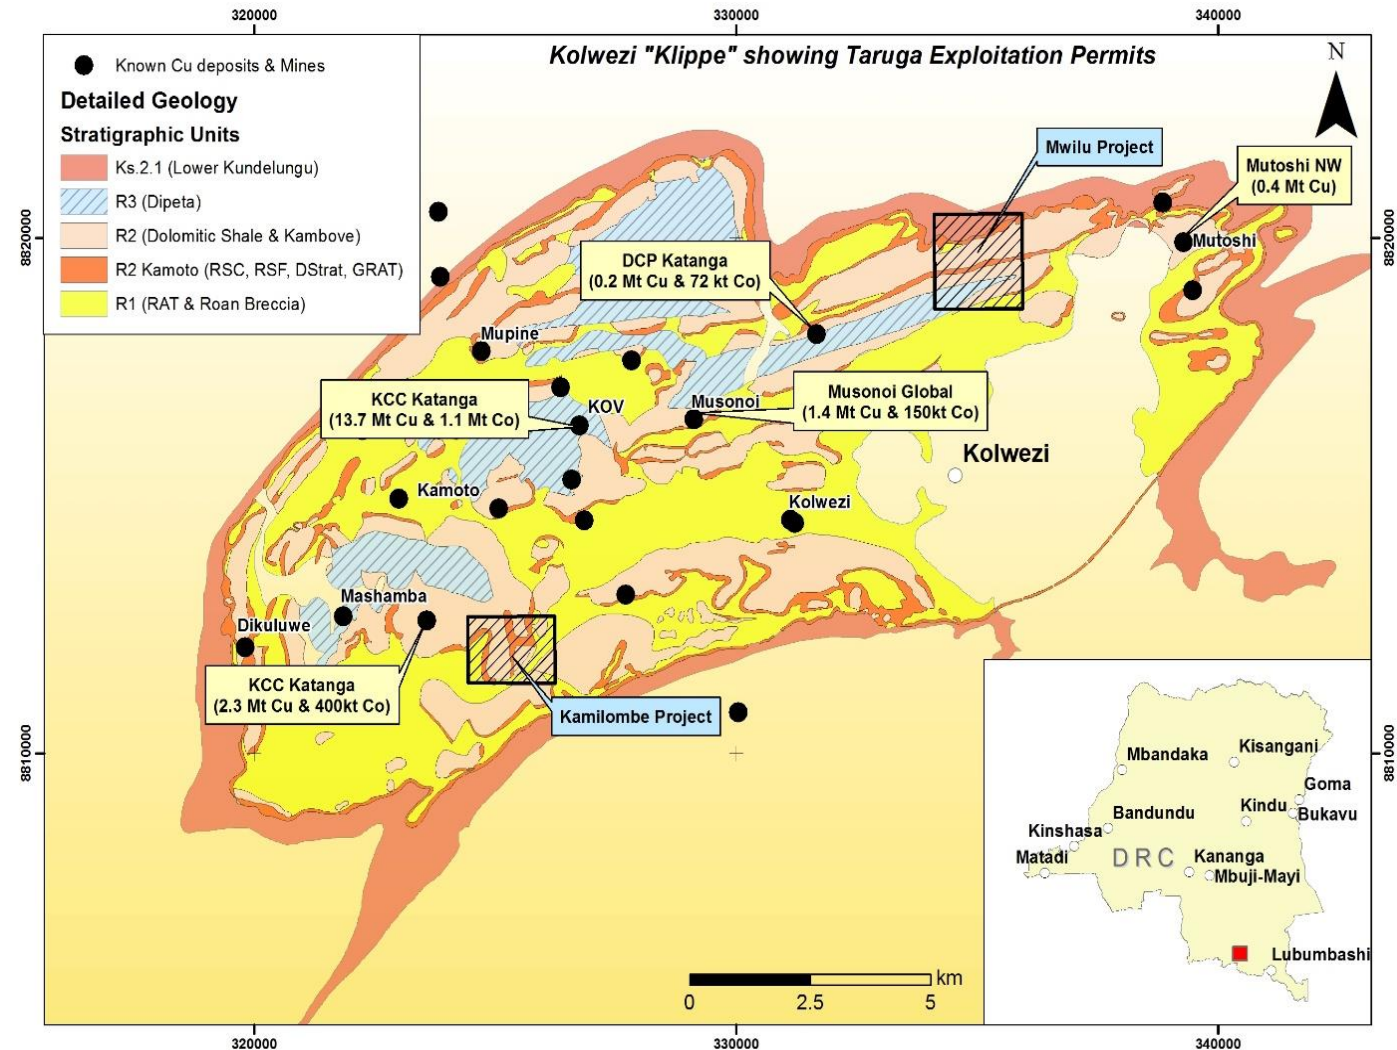 320000
330000
340000
Kolwezi "Klippe" showing Taruga Exploitation Permits
N
Known Cu deposits & Mines
Detailed Geology
Stratigraphic Units
Ks.2.1 (Lower Kundelungu)
R3 (Dipeta)
R2 (Dolomitic Shale & Kambove)
R2 Kamoto (RSC, RSF, DStrat, GRAT)
R1 (RAT & Roan Breccia)
Mwilu Project
Mutoshi NW
(0.4 Mt Cu)
8820000
8820000
Mutoshi
DCP Katanga
(0.2 Mt Cu & 72 kt Co)
Mupine
KCC Katanga
(13.7 Mt Cu & 1.1 Mt Co)
KOV
Musonoi
Musonoi Global
(1.4 Mt Cu & 150kt Co)
Kolwezi
Kamoto
Kolwezi
Mashamba
Dikuluwe
KCC Katanga
(2.3 Mt Cu & 400kt Co)
Kamilombe Project
8810000
8810000
Mbandaka
Kisangani
Goma
Bandundu
Kindu
Bukavu
Kinshasa
Matadi
DRC
Kananga
Mbuji-Mayi
Lubumbashi
km
0
2.5
5
320000
330000
340000